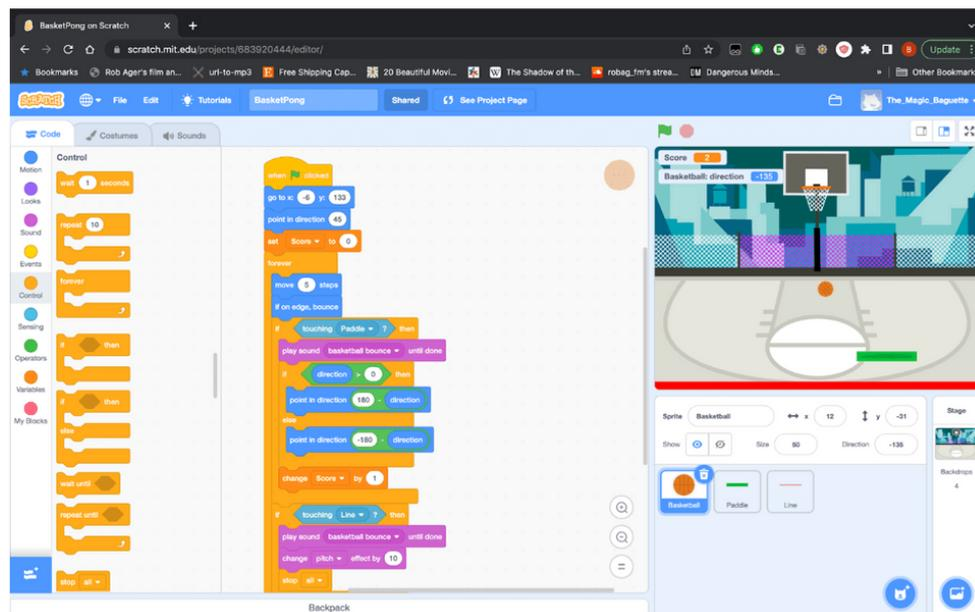 BasketPong on Scratch
scratch.mit.edu/projects/683920444/editor/
Update
Bookmarks Rob Ager's film an... url-to-mp3 Free Shipping Cap... 20 Beautiful Movi... The Shadow of th... robag_fm's strea... Dangerous Minds... » Other Bookmark
SCRATCH File Edit Tutorials BasketPong Shared See Project Page The_Magic_Baguette
Code Costumes Sounds
Motion
Looks
Sound
Events
Control
Sensing
Operators
Variables
My Blocks
Control
wait 1 seconds
repeat 10
forever
if then
if then
else
wait until
repeat until
stop all
when clicked
go to x: -6 y: 133
point in direction 45
set Score to 0
forever
move 5 steps
if on edge, bounce
if touching Paddle ? then
play sound basketball bounce until done
if direction > 0 then
point in direction 180 - direction
else
point in direction -180 - direction
change Score by 1
if touching Line ? then
play sound basketball bounce until done
change pitch effect by 10
stop all
Score 2
Basketball: direction -135
Sprite Basketball x 12 y -31
Show Size 50 Direction -135
Basketball
Paddle
Line
Stage
Backdrops
4
Backpack